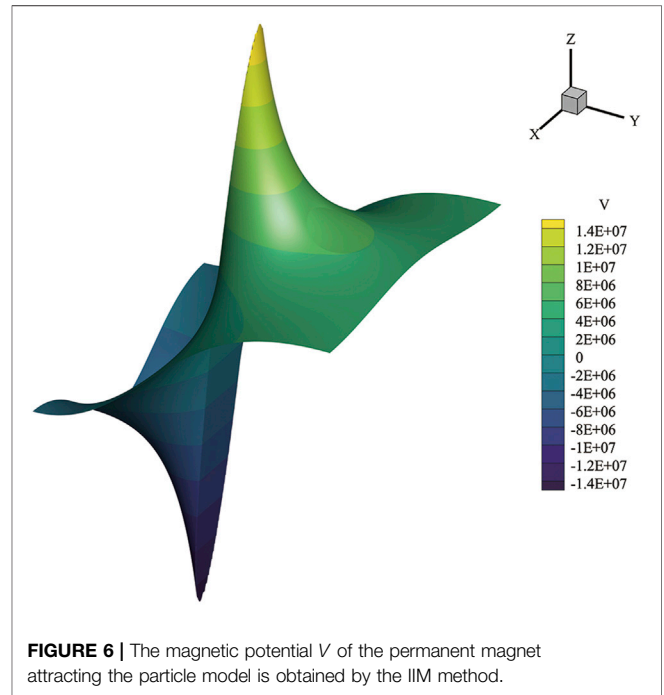 Z
X
Y
V
1.4E+07
1.2E+07
1E+07
8E+06
6E+06
4E+06
2E+06
0
-2E+06
-4E+06
-6E+06
-8E+06
-1E+07
-1.2E+07
-1.4E+07
FIGURE 6 | The magnetic potential V of the permanent magnet
attracting the particle model is obtained by the IIM method.